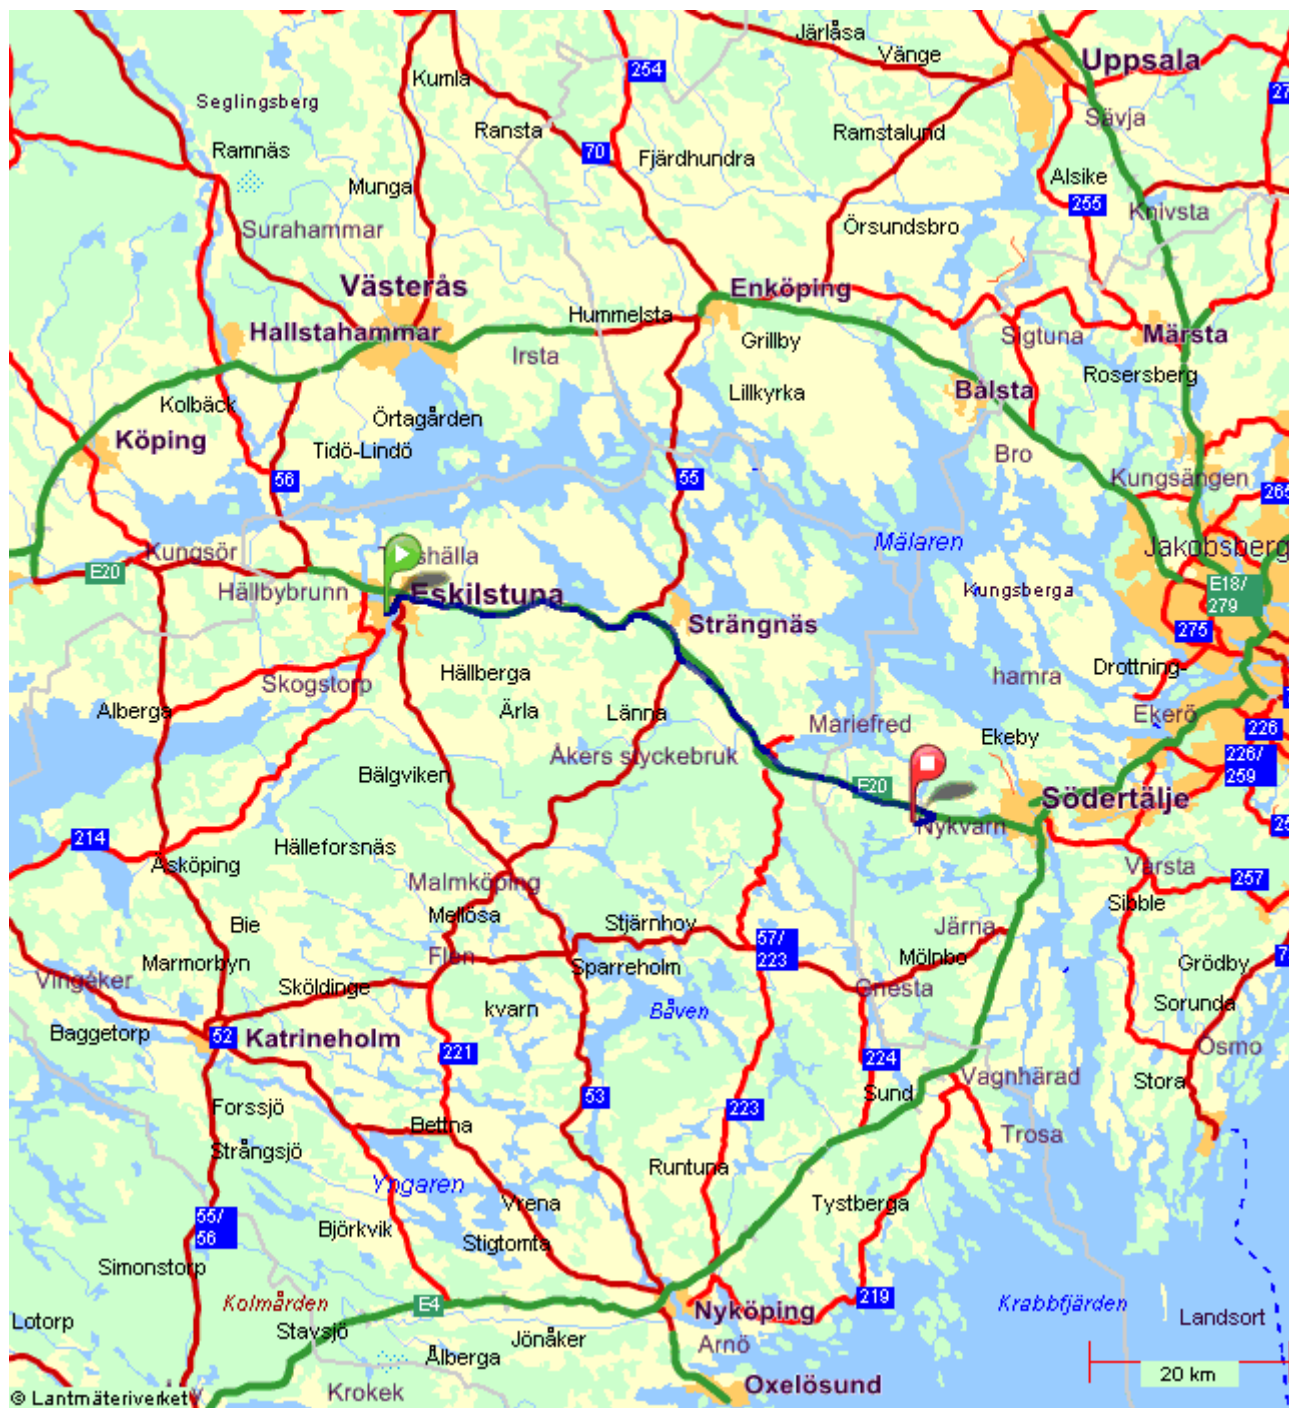 Järlåsa
Vänge
Uppsala
254
Kumla
Seglingsberg
Sävja
Ransta
Ramstalund
Ramnäs
70
Fjärdhundra
Munga
Alsike
255
Knivsta
Surahammar
Örsundsbro
Västerås
Enköping
Hummelsta
Hallstahammar
Sigtuna
Märsta
Grillby
Irsta
Rosersberg
Lillkyrka
Bålsta
Kolbäck
Örtagården
Köping
Tidö-Lindö
Bro
56
55
Kungsängen
265
Mälaren
Jakobsberg
Kungsör
E20
Hällbybrunn
Eskilstuna
Kungsberga
E18/
279
Strängnäs
275
Hällberga
Drottning-
Skogstorp
hamra
Ärla
Länna
Alberga
Mariefred
Ekerö
226
Ekeby
Åkers styckebruk
226/
259
Bälgviken
E20
Södertälje
Nykvarn
214
Hälleforsnäs
Äsköping
Varsta
Malmköping
257
Sibble
Mellösa
Bie
Stjärnhov
Järna
57/
223
Flen
Mölnbo
Marmorbyn
Sparreholm
Grödby
Vingåker
Sköldinge
Gnesta
Sorunda
kvarn
Båven
Baggetorp
52
Katrineholm
Ösmo
221
224
Vagnhärad
Stora
Sund
53
Forssjö
223
Bettna
Trosa
Strångsjö
Runtuna
Yngaren
Vrena
Tystberga
55/
56
Björkvik
Stigtomta
Simonstorp
219
Kolmården
E4
Nyköping
Krabbfjärden
Landsort
Lotorp
Stavsjö
Jönåker
Arnö
Ålberga
20 km
Oxelösund
Krokek
© Lantmäteriverket